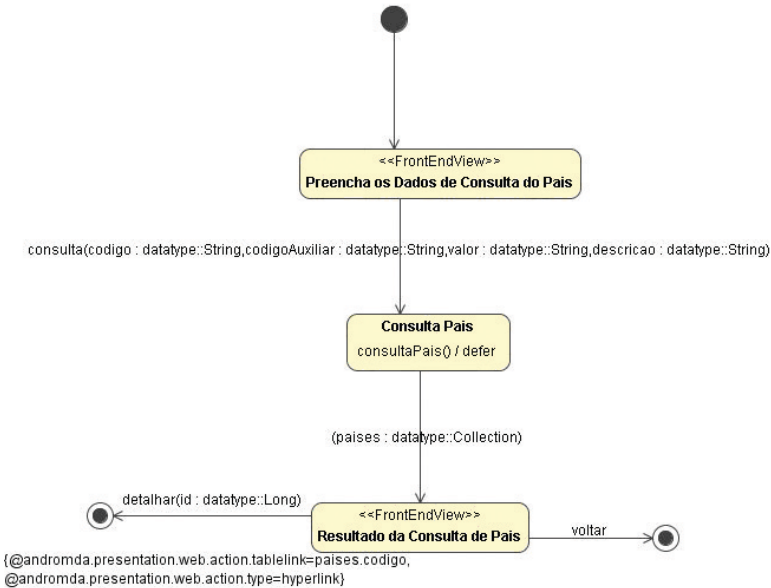 <<FrontEndView>>
Preencha os Dados de Consulta do Pais
consulta(codigo : datatype::String,codigoAuxiliar : datatype::String,valor : datatype::String,descricao : datatype::String)
Consulta Pais
consultaPais() / defer
(paises : datatype::Collection)
detalhar(id : datatype::Long)
<<FrontEndView>>
Resultado da Consulta de Pais
voltar
{@andromda.presentation.web.action.tablelink=paises.codigo,
@andromda.presentation.web.action.type=hyperlink}